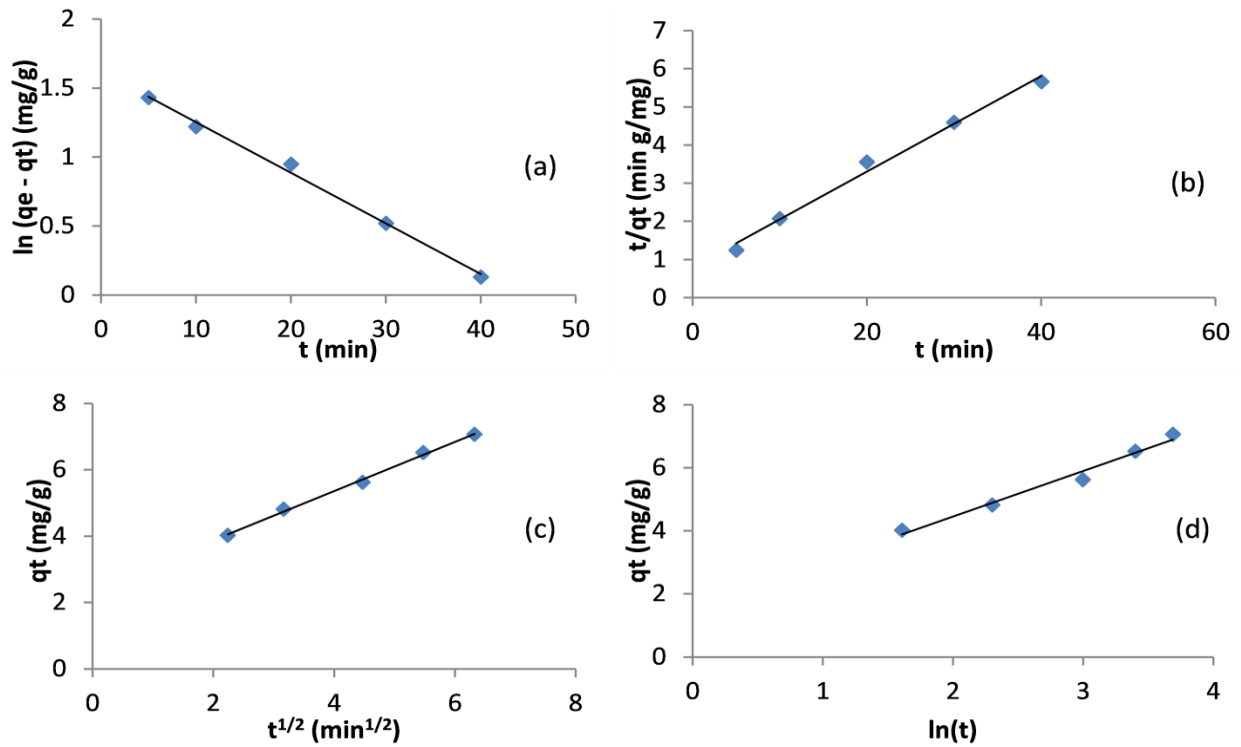 2
1.5
1
0.5
0
0 10 20 30 40 50
ln (qe - qt) (mg/g)
t (min)
(a)
7
6
5
4
3
2
1
0
0 20 40 60
t/qt (min g/mg)
t (min)
(b)
8
6
4
2
0
0 2 4 6 8
qt (mg/g)
t1/2 (min1/2)
(c)
8
6
4
2
0
0 1 2 3 4
qt (mg/g)
ln(t)
(d)